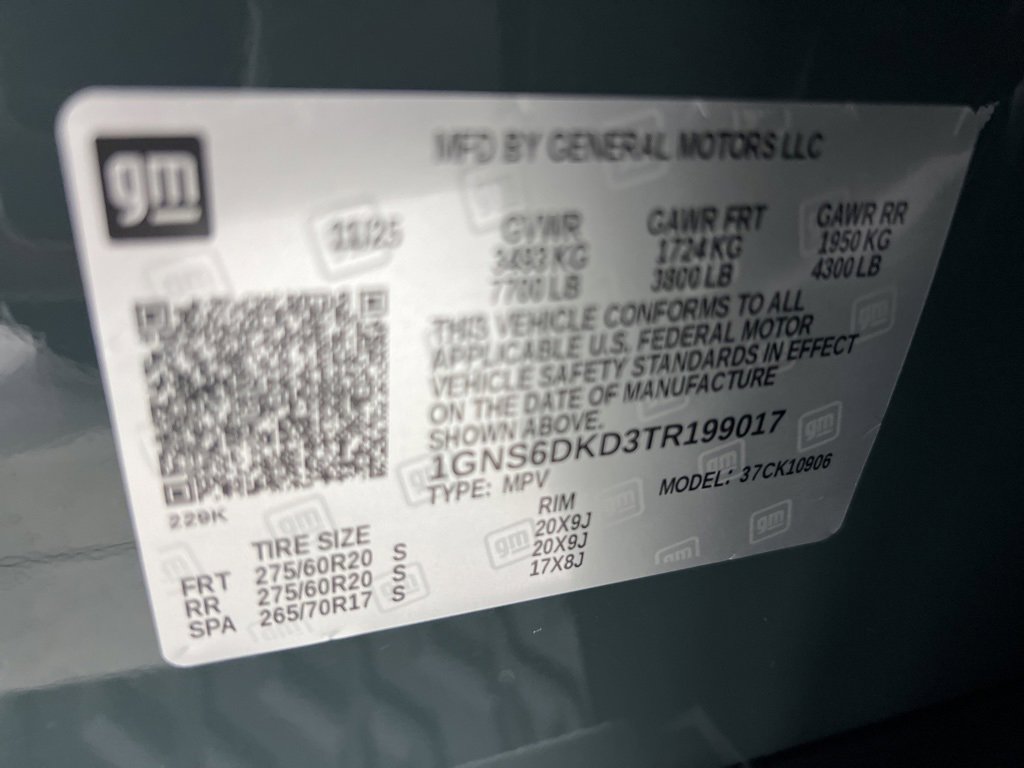 gm
MFD BY GENERAL MOTORS LLC
GVWR GAWR FRT GAWR RR
3493 KG 1724 KG 1950 KG
7700 LB 3800 LB 4300 LB
THIS VEHICLE CONFORMS TO ALL
APPLICABLE U.S. FEDERAL MOTOR
VEHICLE SAFETY STANDARDS IN EFFECT
ON THE DATE OF MANUFACTURE
SHOWN ABOVE.
1GNS6DKD3TR199017
TYPE: MPV MODEL: 37CK10906
229K
TIRE SIZE RIM
FRT 275/60R20 S 20X9J
RR 275/60R20 S 20X9J
SPA 265/70R17 S 17X8J